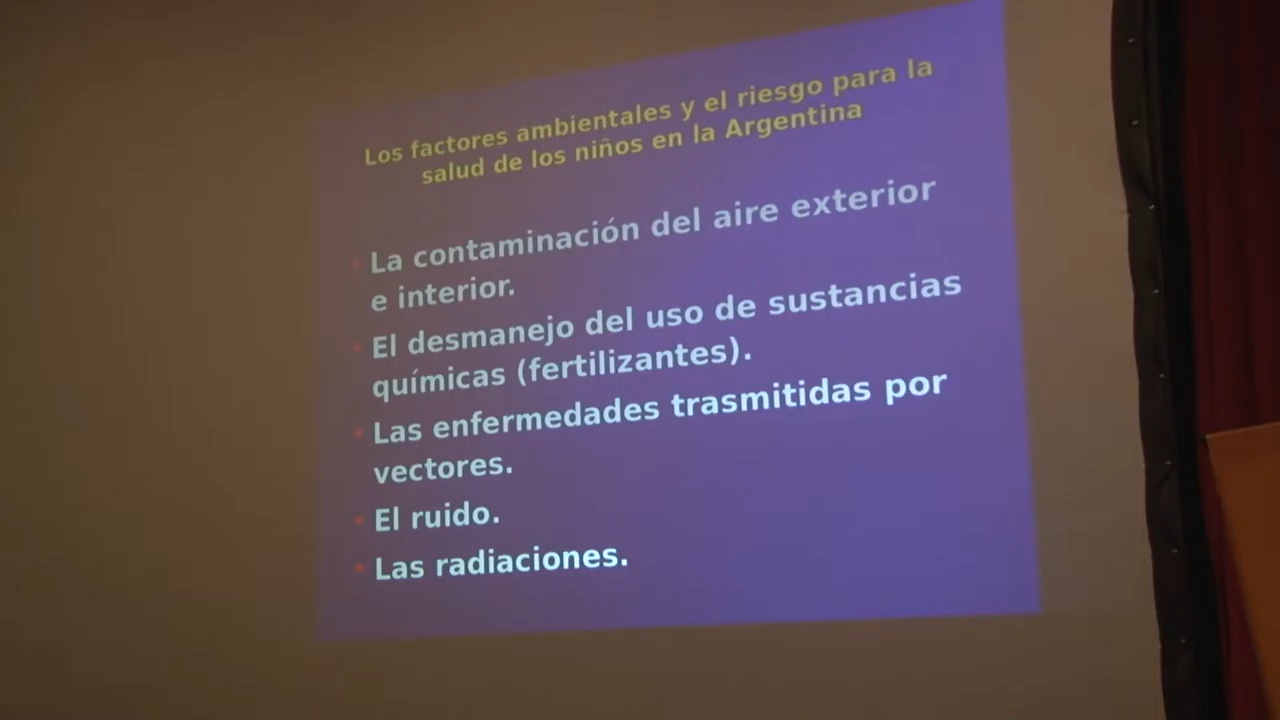 Los factores ambientales y el riesgo para la
salud de los niños en la Argentina
La contaminación del aire exterior
e interior.
El desmanejo del uso de sustancias
químicas (fertilizantes).
Las enfermedades trasmitidas por
vectores.
El ruido.
Las radiaciones.